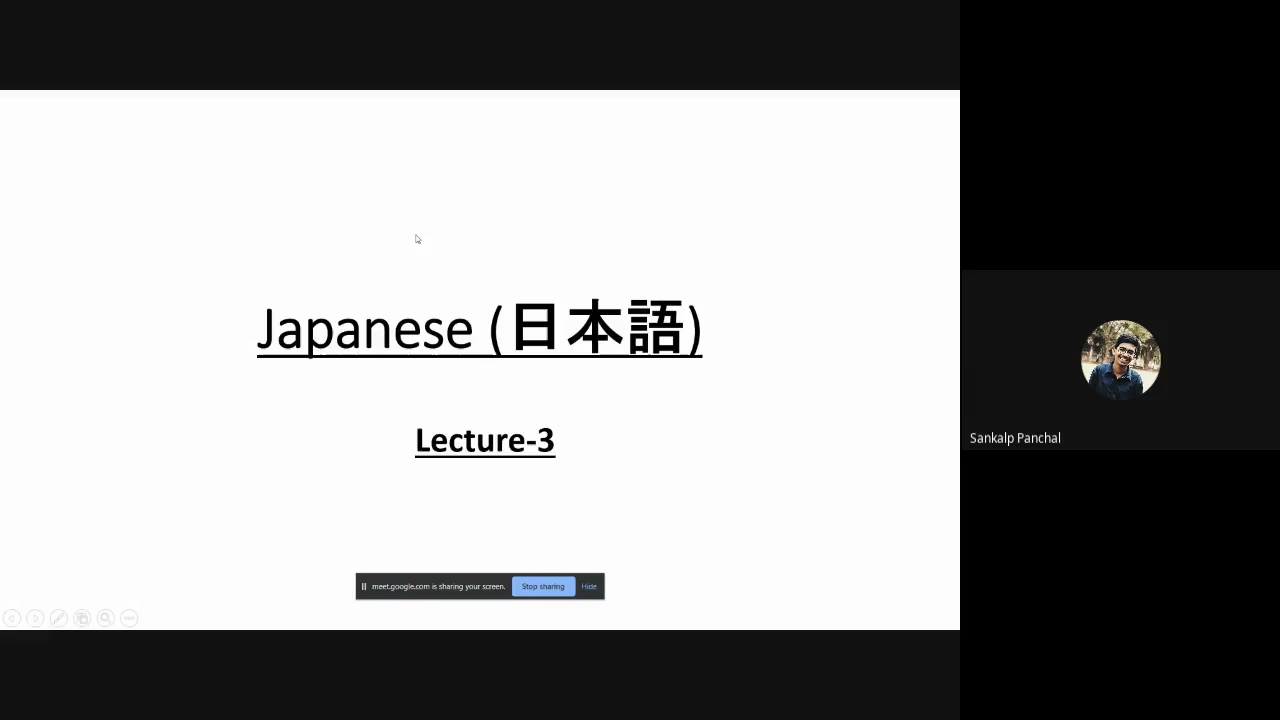 Japanese (日本語)
Lecture-3
Sankalp Panchal
meet.google.com is sharing your screen. Stop sharing Hide